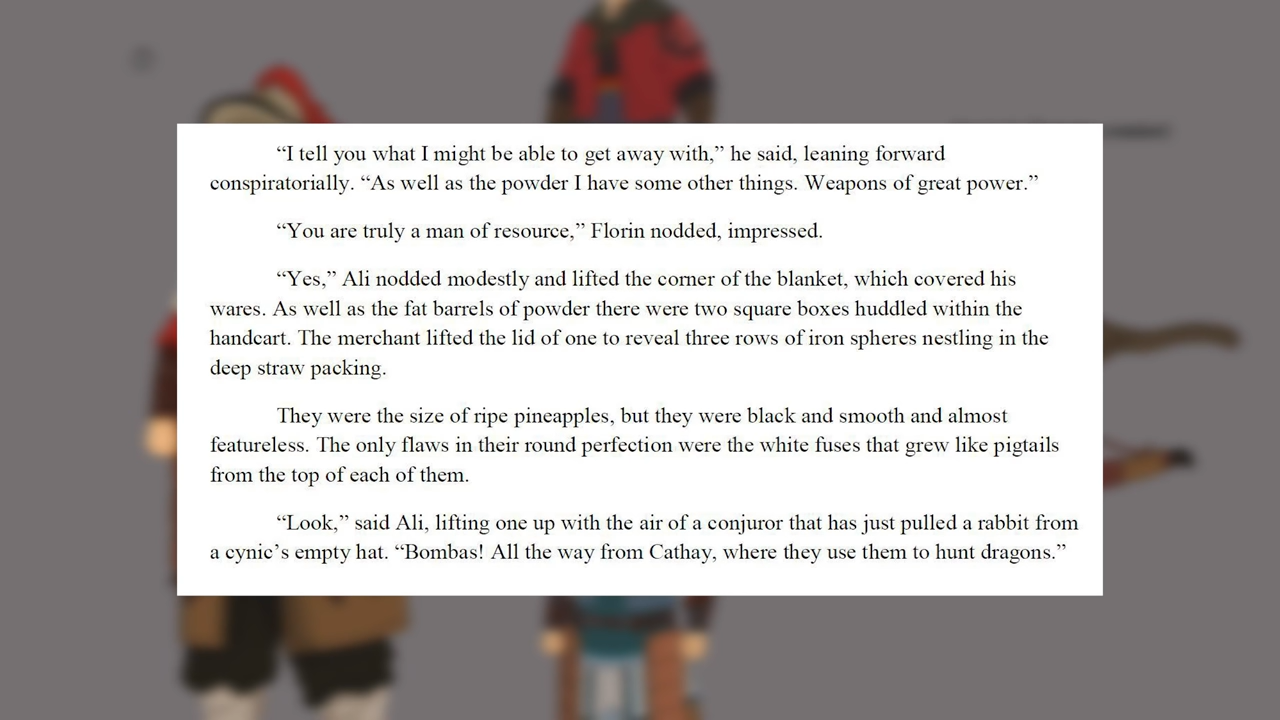 “I tell you what I might be able to get away with,” he said, leaning forward
conspiratorially. “As well as the powder I have some other things. Weapons of great power.”
“You are truly a man of resource,” Florin nodded, impressed.
“Yes,” Ali nodded modestly and lifted the corner of the blanket, which covered his
wares. As well as the fat barrels of powder there were two square boxes huddled within the
handcart. The merchant lifted the lid of one to reveal three rows of iron spheres nestling in the
deep straw packing.
They were the size of ripe pineapples, but they were black and smooth and almost
featureless. The only flaws in their round perfection were the white fuses that grew like pigtails
from the top of each of them.
“Look,” said Ali, lifting one up with the air of a conjuror that has just pulled a rabbit from
a cynic’s empty hat. “Bombas! All the way from Cathay, where they use them to hunt dragons.”